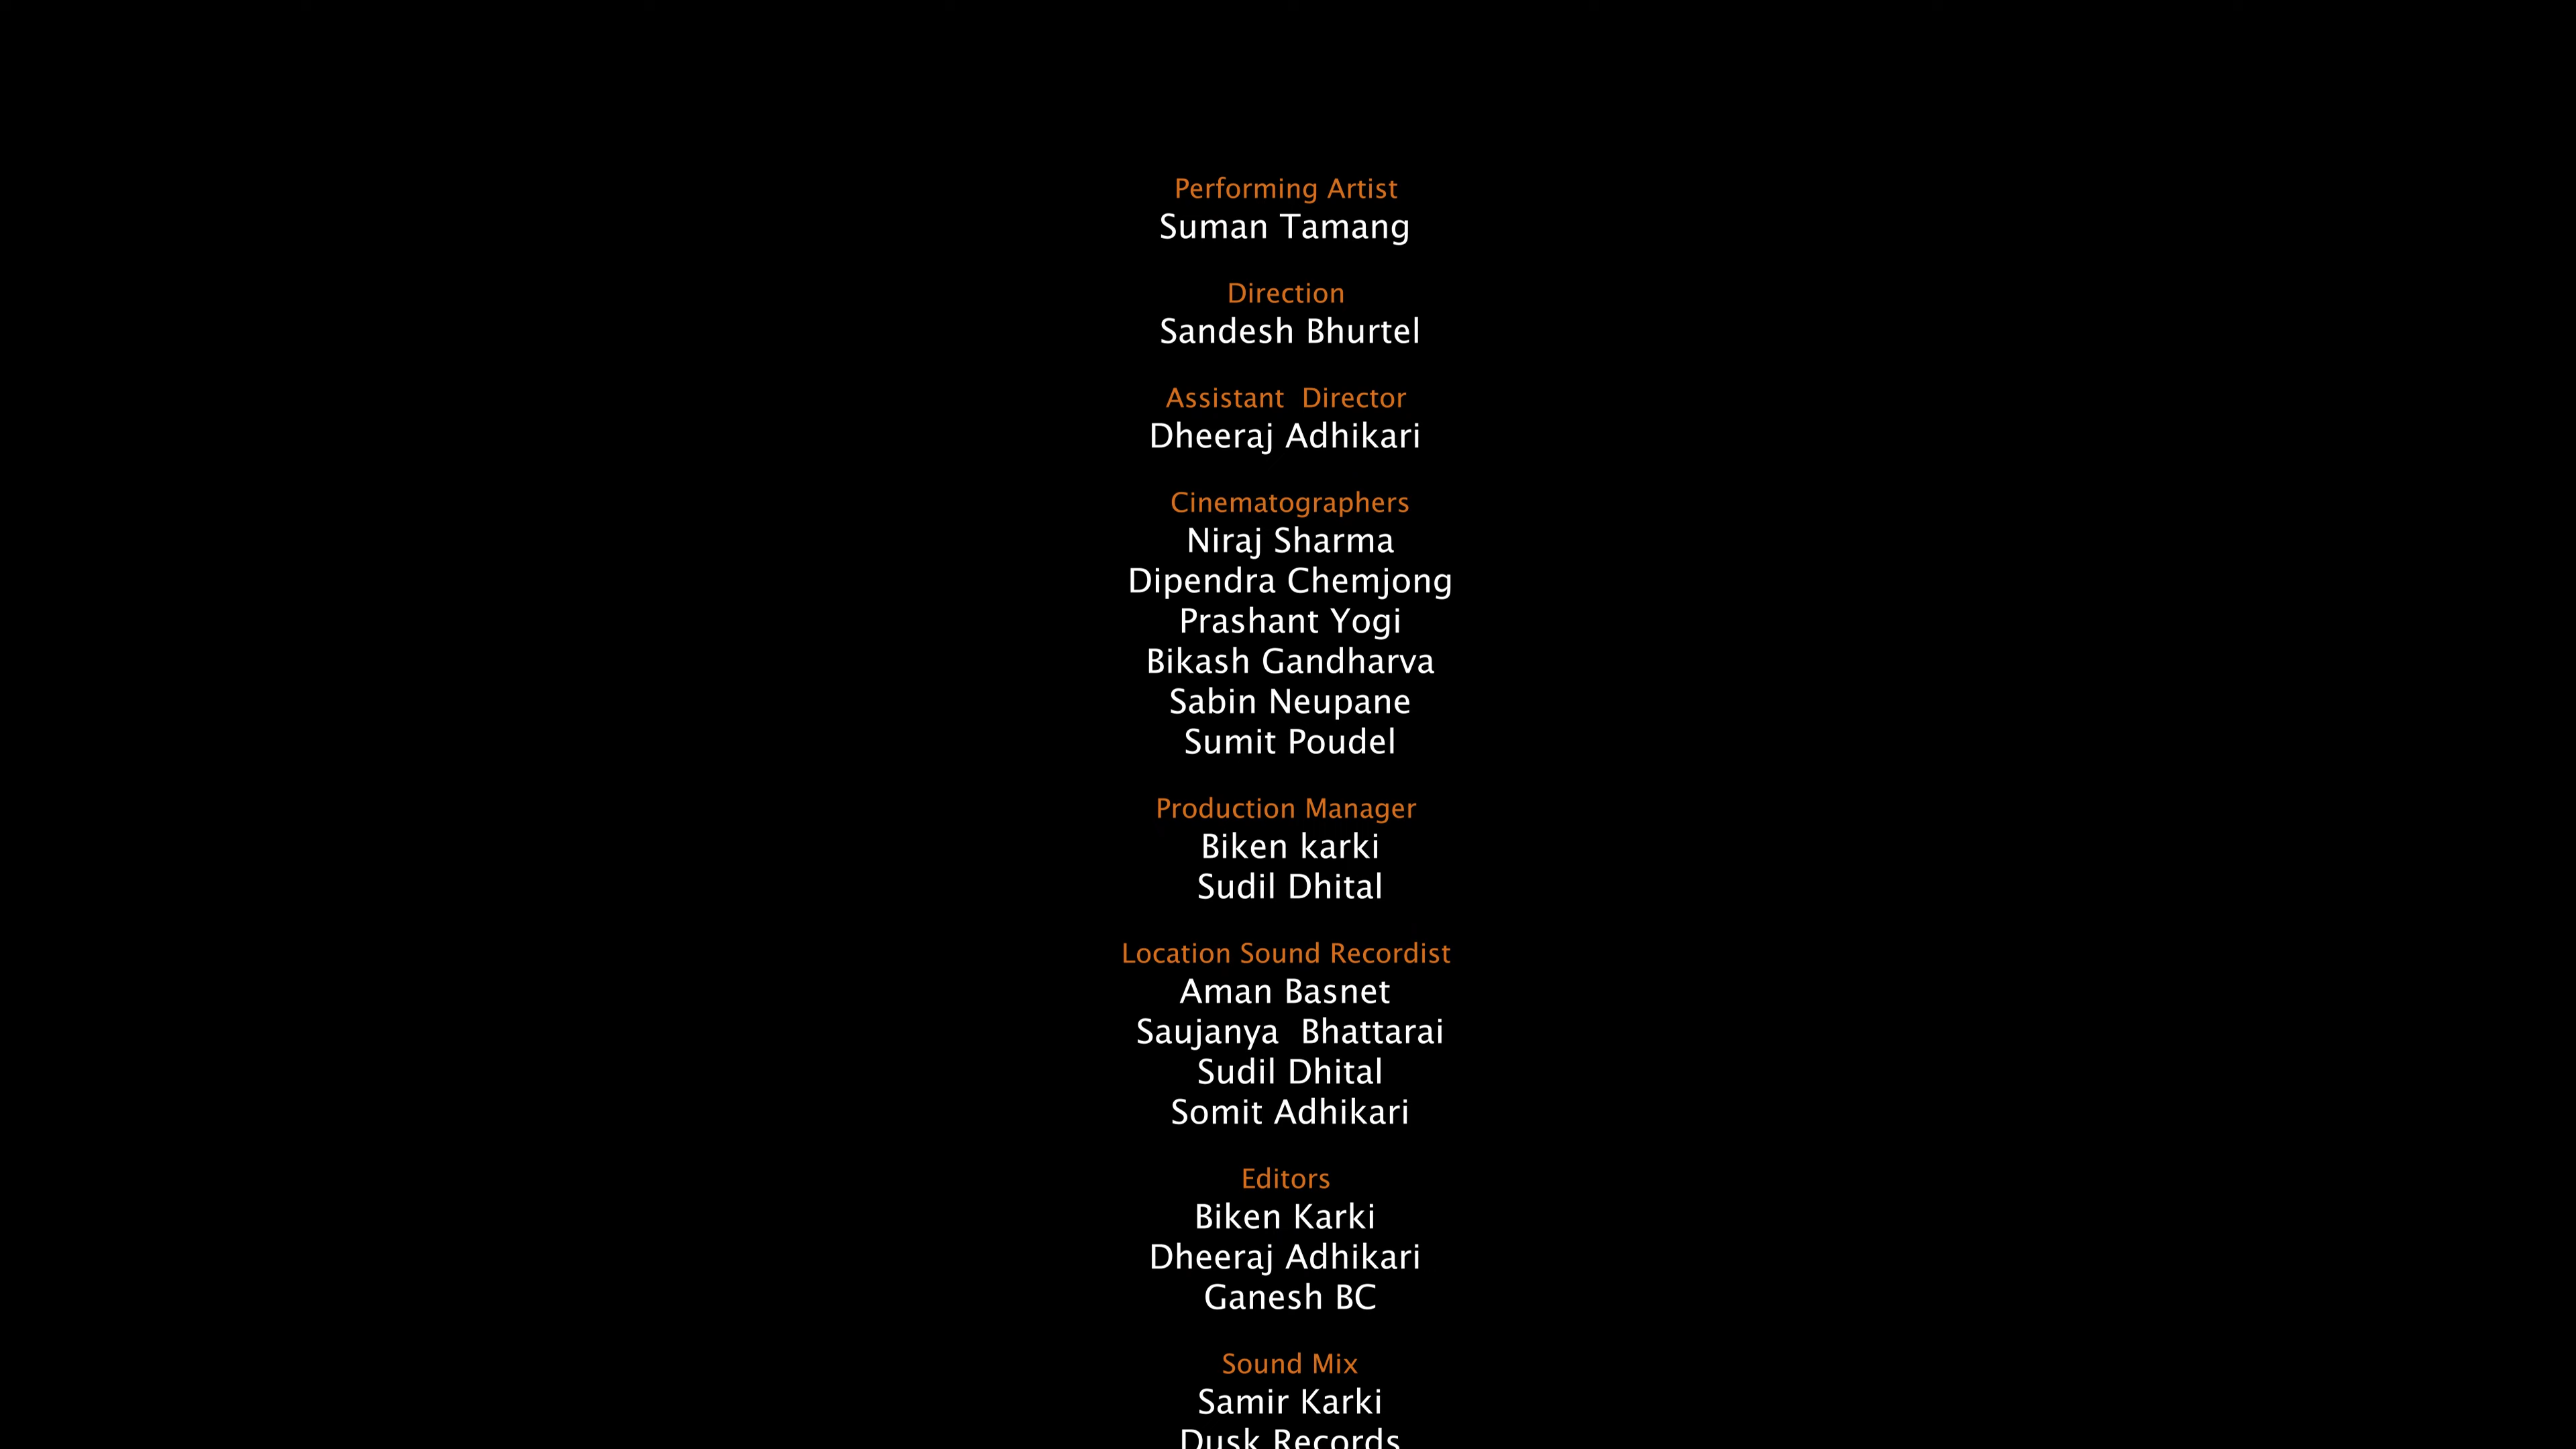 Performing Artist
Suman Tamang
Direction
Sandesh Bhurtel
Assistant  Director
Dheeraj Adhikari
Cinematographers
Niraj Sharma
Dipendra Chemjong
Prashant Yogi
Bikash Gandharva
Sabin Neupane
Sumit Poudel
Production Manager
Biken karki
Sudil Dhital
Location Sound Recordist
Aman Basnet
Saujanya  Bhattarai
Sudil Dhital
Somit Adhikari
Editors
Biken Karki
Dheeraj Adhikari
Ganesh BC
Sound Mix
Samir Karki
Dusk Records